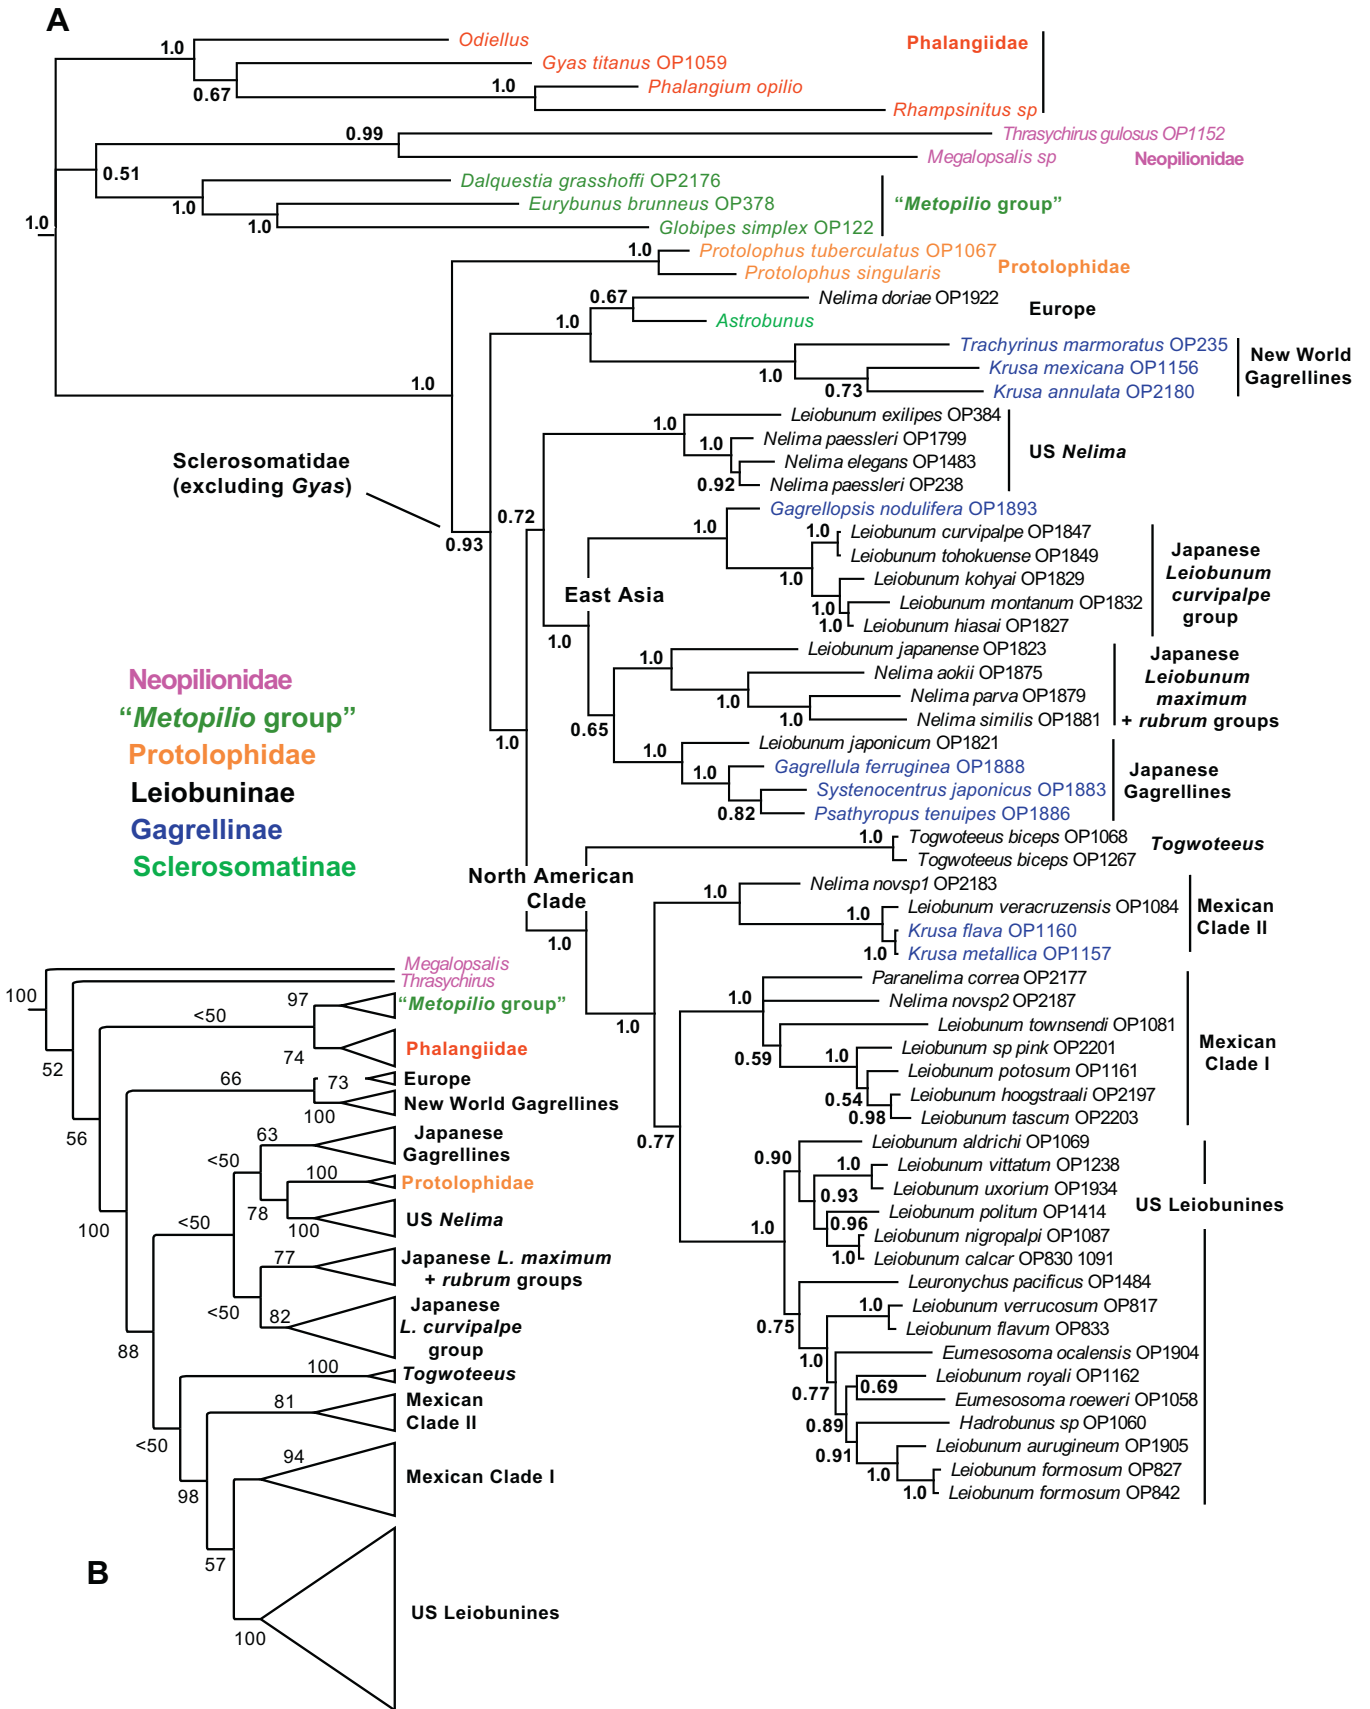 A
1.0
Odiellus
Phalangiidae
Gyas titanus OP1059
0.67
1.0
Phalangium opilio
Rhampsinitus sp
0.99
Thrasychirus gulosus OP1152
Megalopsalis sp
Neopilionidae
0.51
Dalquestia grasshoffi OP2176
1.0
Eurybunus brunneus OP378
“Metopilio group”
1.0
1.0
Globipes simplex OP122
1.0
Protolophus tuberculatus OP1067
Protolophus singularis
Protolophidae
0.67
Nelima doriae OP1922
Europe
1.0
Astrobunus
Trachyrinus marmoratus OP235
New World
Gagrellines
1.0
Krusa mexicana OP1156
1.0
0.73
Krusa annulata OP2180
1.0
Leiobunum exilipes OP384
1.0
Nelima paessleri OP1799
US Nelima
Nelima elegans OP1483
0.92
Nelima paessleri OP238
Sclerosomatidae
(excluding Gyas)
0.93
0.72
Gagrellopsis nodulifera OP1893
1.0
1.0
Leiobunum curvipalpe OP1847
Leiobunum tohokuense OP1849
1.0
Leiobunum kohyai OP1829
1.0
Leiobunum montanum OP1832
1.0
Leiobunum hiasai OP1827
Japanese
Leiobunum
curvipalpe
group
East Asia
1.0
1.0
Leiobunum japanense OP1823
Nelima aokii OP1875
1.0
Nelima parva OP1879
1.0
Nelima similis OP1881
Japanese
Leiobunum
maximum
+ rubrum groups
0.65
1.0
1.0
Leiobunum japonicum OP1821
1.0
Gagrellula ferruginea OP1888
Systenocentrus japonicus OP1883
0.82
Psathyropus tenuipes OP1886
Japanese
Gagrellines
Neopilionidae
“Metopilio group”
Protolophidae
Leiobuninae
Gagrellinae
Sclerosomatinae
1.0
Togwoteeus biceps OP1068
Togwoteeus biceps OP1267
Togwoteeus
North American
Clade
1.0
1.0
Nelima novsp1 OP2183
1.0
Leiobunum veracruzensis OP1084
Krusa flava OP1160
1.0
Krusa metallica OP1157
Mexican
Clade II
1.0
1.0
Paranelima correa OP2177
Nelima novsp2 OP2187
Leiobunum townsendi OP1081
0.59
1.0
Leiobunum sp pink OP2201
Leiobunum potosum OP1161
0.54
Leiobunum hoogstraali OP2197
0.98
Leiobunum tascum OP2203
Mexican
Clade I
0.77
0.90
Leiobunum aldrichi OP1069
1.0
Leiobunum vittatum OP1238
0.93
Leiobunum uxorium OP1934
US Leiobunines
1.0
0.96
Leiobunum politum OP1414
Leiobunum nigropalpi OP1087
1.0
Leiobunum calcar OP830 1091
Leuronychus pacificus OP1484
0.75
1.0
Leiobunum verrucosum OP817
Leiobunum flavum OP833
1.0
Eumesosoma ocalensis OP1904
0.77
0.69
Leiobunum royali OP1162
Eumesosoma roeweri OP1058
0.89
Hadrobunus sp OP1060
0.91
Leiobunum aurugineum OP1905
1.0
Leiobunum formosum OP827
1.0
Leiobunum formosum OP842
Megalopsalis
Thrasychirus
100
97
“Metopilio group”
<50
Phalangiidae
74
52
66
73
Europe
100
New World Gagrellines
56
63
Japanese
Gagrellines
<50
100
Protolophidae
78
100
US Nelima
100
<50
77
Japanese L. maximum
+ rubrum groups
<50
82
Japanese
L. curvipalpe
group
88
100
Togwoteeus
81
Mexican
Clade II
<50
94
Mexican Clade I
98
57
B
US Leiobunines
100